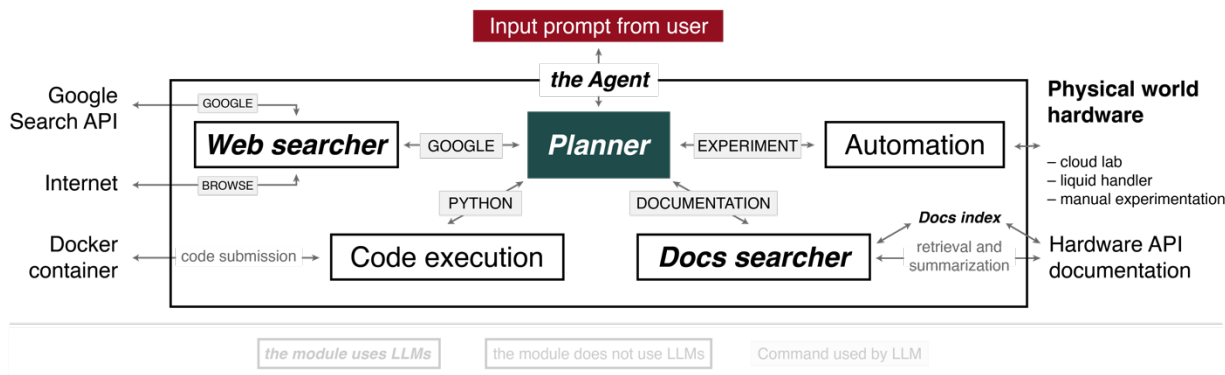 Input prompt from user
the Agent
Google
Search API
GOOGLE
Web searcher
GOOGLE
Planner
EXPERIMENT
Automation
Physical world
hardware
– cloud lab
– liquid handler
– manual experimentation
Internet
BROWSE
PYTHON
DOCUMENTATION
Docker
container
code submission
Code execution
Docs searcher
Docs index
retrieval and
summarization
Hardware API
documentation
the module uses LLMs
the module does not use LLMs
Command used by LLM